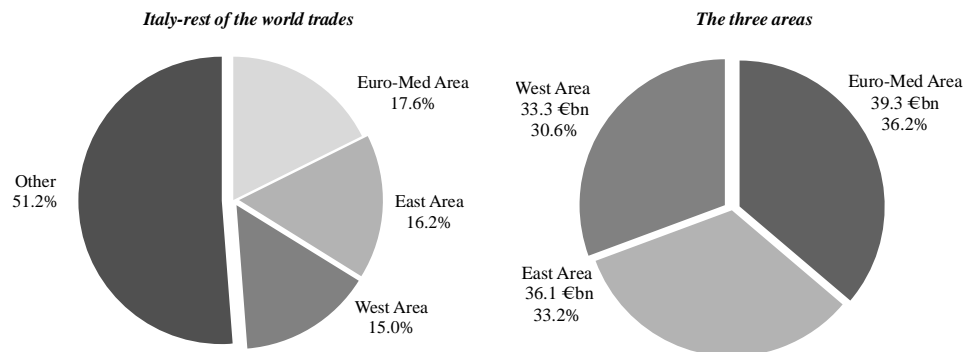 Italy-rest of the world trades
Euro-Med Area
17.6%
East Area
16.2%
West Area
15.0%
Other
51.2%
The three areas
Euro-Med Area
39.3 €bn
36.2%
East Area
36.1 €bn
33.2%
West Area
33.3 €bn
30.6%